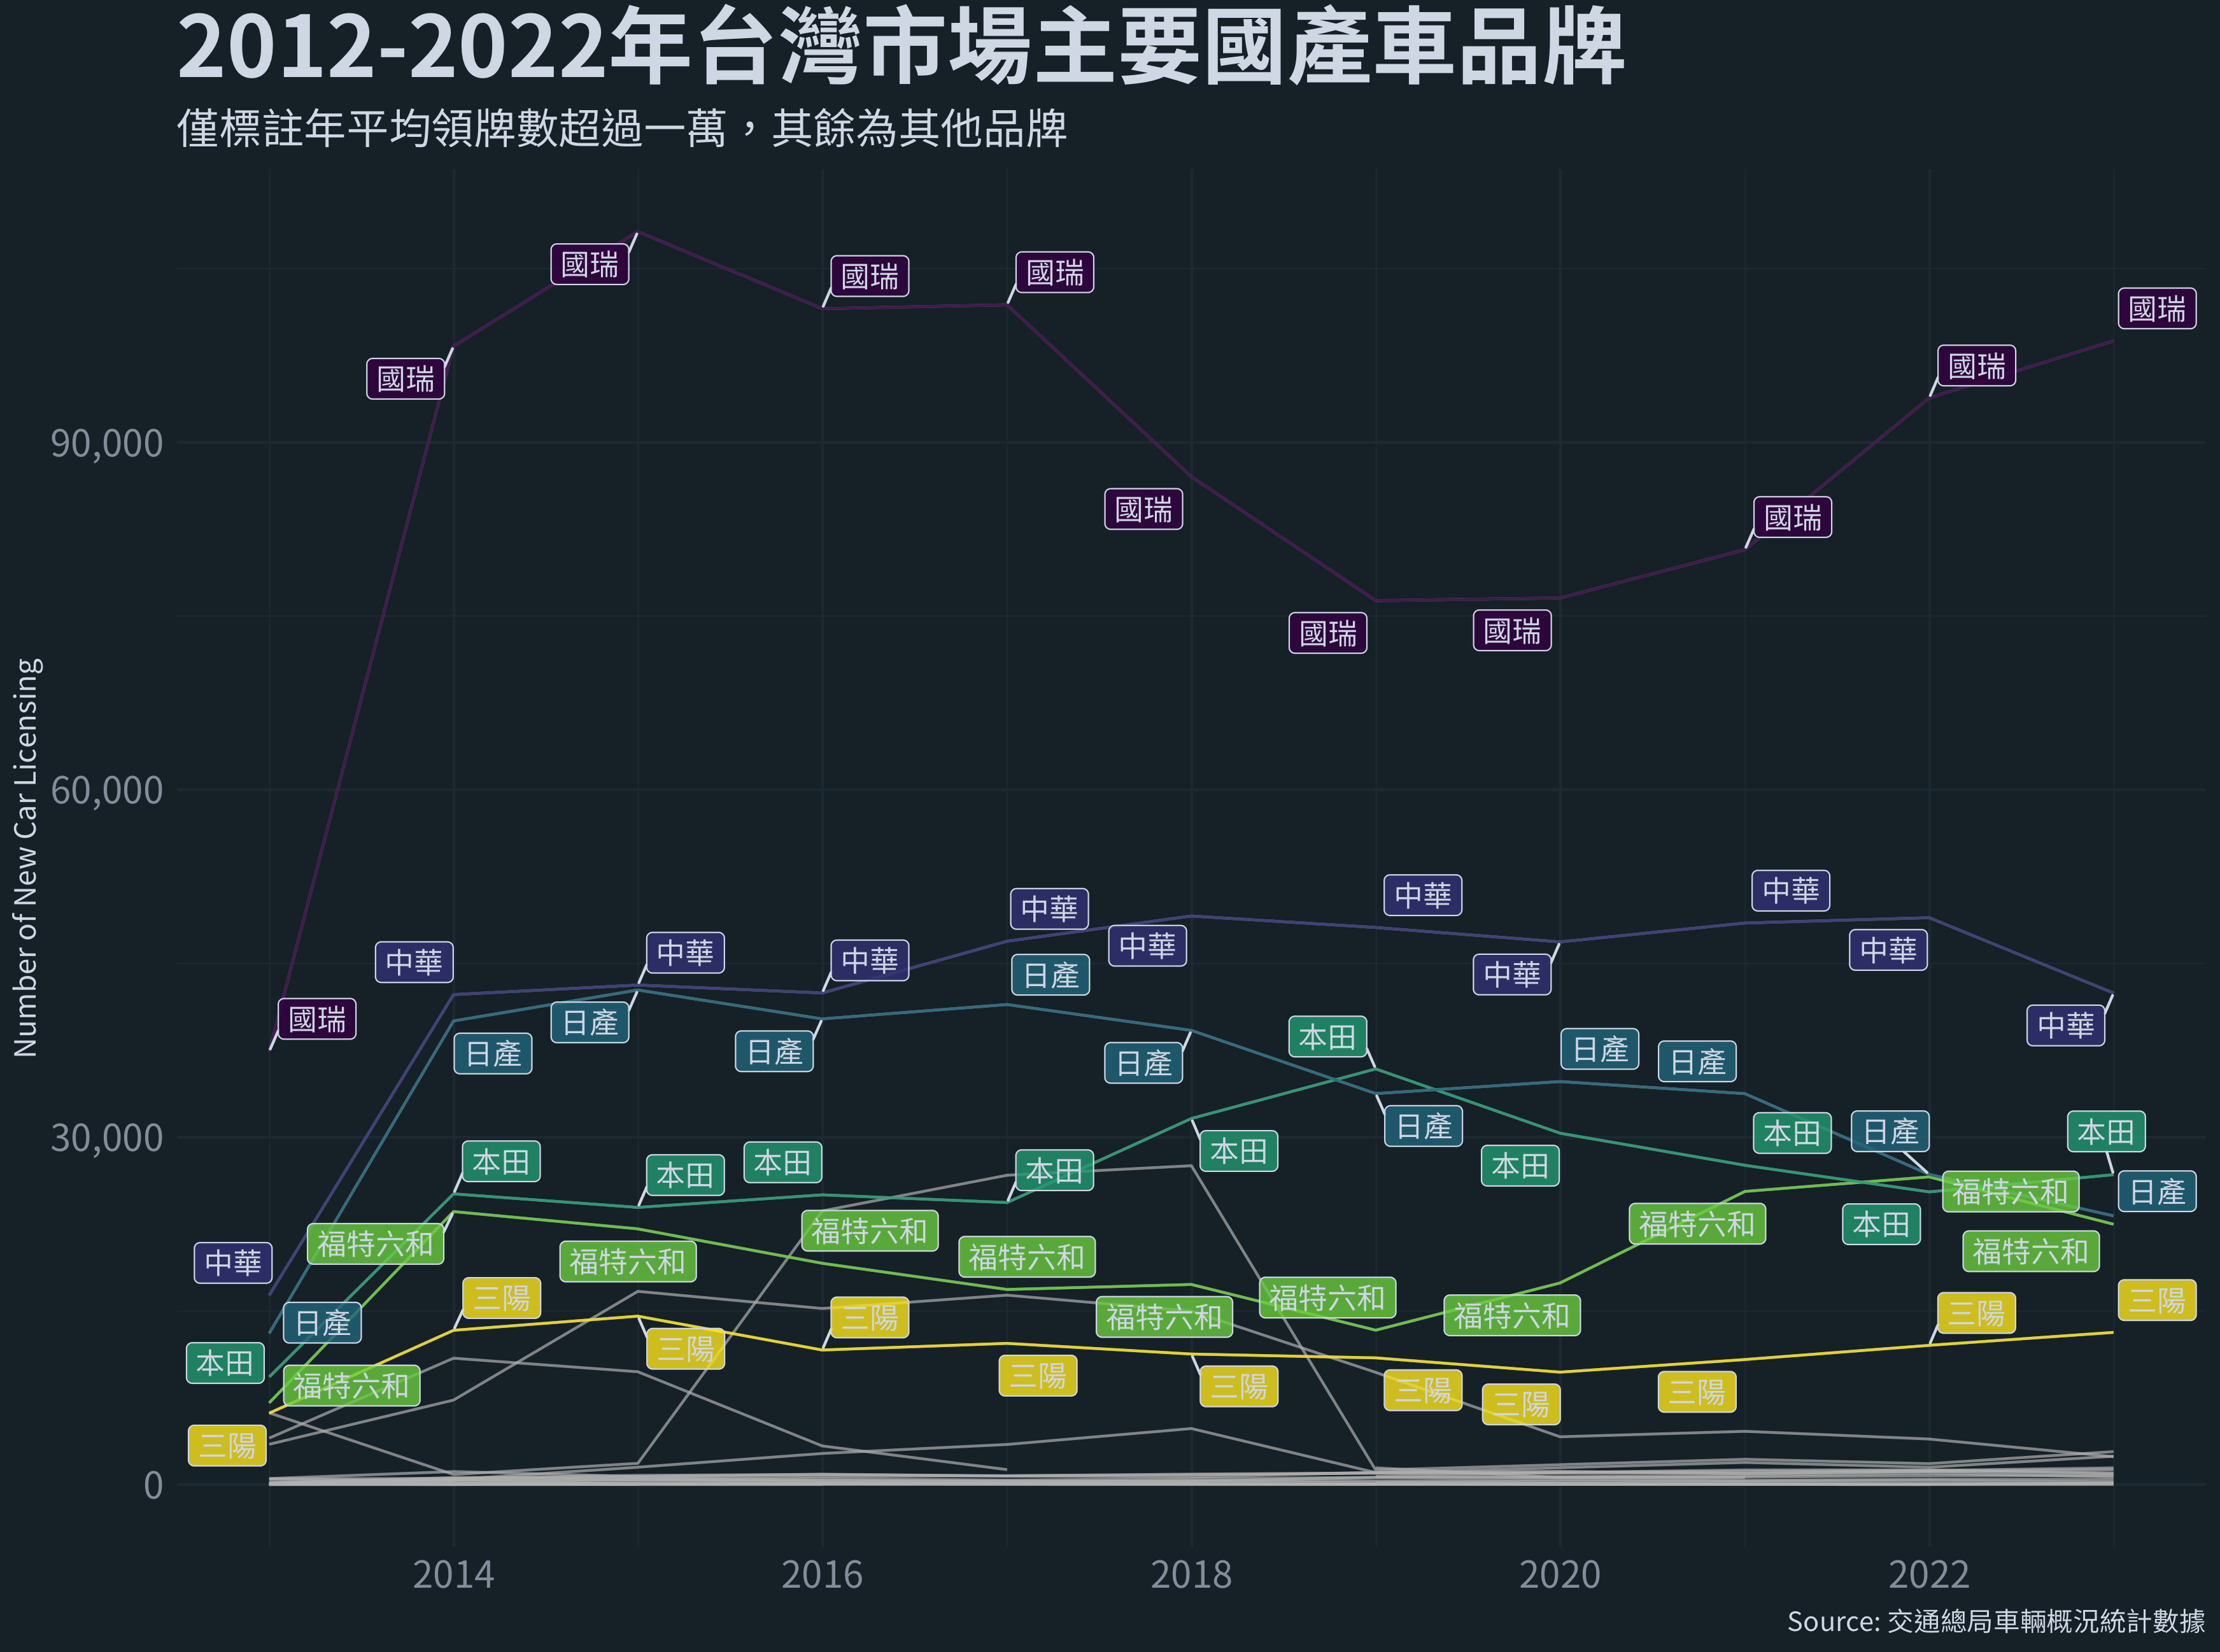 2012-2022年台灣市場主要國產車品牌
僅標註年平均領牌數超過一萬，其餘為其他品牌
國瑞
國瑞
國瑞
國瑞
國瑞
國瑞
90,000
國瑞
國瑞
國瑞
國瑞
60,000
Number of New Car Licensing
中華
中華
中華
中華
中華
中華
中華
中華
中華
日產
中華
國瑞
中華
日產
本田
日產
日產
日產
日產
日產
日產
本田
日產
本田
30,000
本田
本田
本田
本田
本田
本田
日產
福特六和
福特六和
本田
福特六和
福特六和
福特六和
福特六和
中華
福特六和
三陽
福特六和
三陽
三陽
福特六和
福特六和
三陽
日產
三陽
本田
三陽
福特六和
三陽
三陽
三陽
三陽
三陽
0
2014
2016
2018
2020
2022
Source: 交通總局車輛概況統計數據